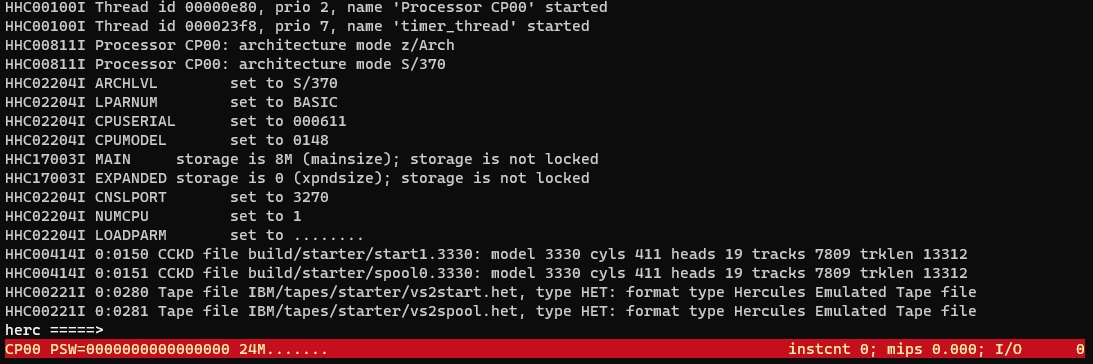 HHC00100I Thread id 00000e80, prio 2, name 'Processor CP00' started
HHC00100I Thread id 000023f8, prio 7, name 'timer_thread' started
HHC00811I Processor CP00: architecture mode z/Arch
HHC00811I Processor CP00: architecture mode S/370
HHC02204I ARCHLVL        set to S/370
HHC02204I LPARNUM        set to BASIC
HHC02204I CPUSERIAL      set to 000611
HHC02204I CPUMODEL       set to 0148
HHC17003I MAIN     storage is 8M (mainsize); storage is not locked
HHC17003I EXPANDED storage is 0 (xpndsize); storage is not locked
HHC02204I CNSLPORT       set to 3270
HHC02204I NUMCPU         set to 1
HHC02204I LOADPARM       set to ........
HHC00414I 0:0150 CCKD file build/starter/start1.3330: model 3330 cyls 411 heads 19 tracks 7809 trklen 13312
HHC00414I 0:0151 CCKD file build/starter/spool0.3330: model 3330 cyls 411 heads 19 tracks 7809 trklen 13312
HHC00221I 0:0280 Tape file IBM/tapes/starter/vs2start.het, type HET: format type Hercules Emulated Tape file
HHC00221I 0:0281 Tape file IBM/tapes/starter/vs2spool.het, type HET: format type Hercules Emulated Tape file
herc =====>
CP00 PSW=0000000000000000 24M.......                                                   instcnt 0; mips 0.000; I/O      0